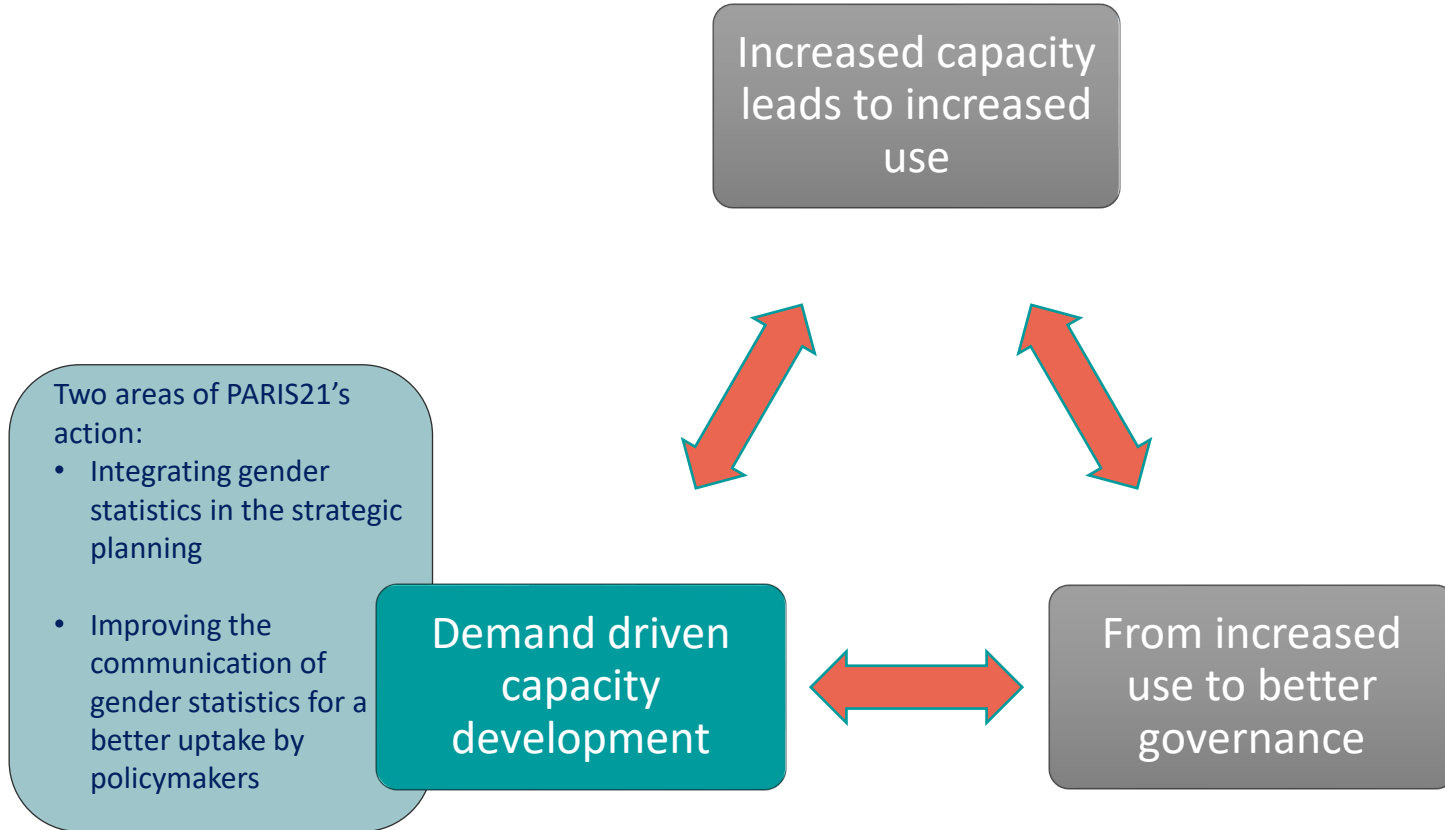 Increased capacity
leads to increased
use
Two areas of PARIS21’s
action:
• Integrating gender
statistics in the strategic
planning
• Improving the
communication of
gender statistics for a
better uptake by
policymakers
Demand driven
capacity
development
From increased
use to better
governance